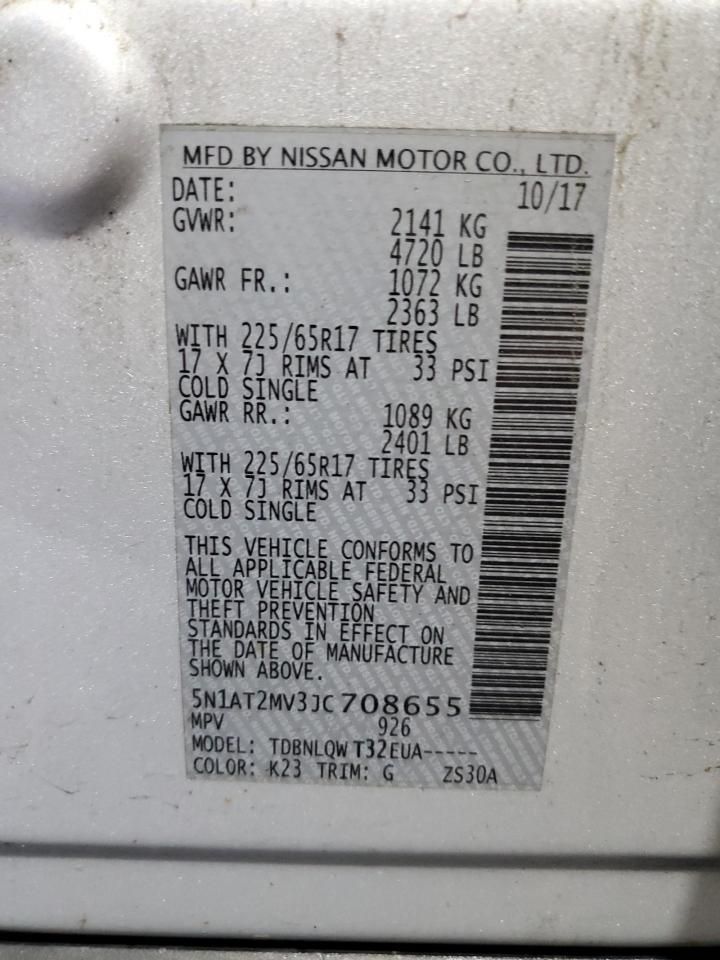 MFD BY NISSAN MOTOR CO., LTD.
DATE: 10/17
GVWR: 2141 KG
4720 LB
GAWR FR.: 1072 KG
2363 LB
WITH 225/65R17 TIRES
17 X 7J RIMS AT 33 PSI
COLD SINGLE
GAWR RR.: 1089 KG
2401 LB
WITH 225/65R17 TIRES
17 X 7J RIMS AT 33 PSI
COLD SINGLE
THIS VEHICLE CONFORMS TO
ALL APPLICABLE FEDERAL
MOTOR VEHICLE SAFETY AND
THEFT PREVENTION
STANDARDS IN EFFECT ON
THE DATE OF MANUFACTURE
SHOWN ABOVE.
5N1AT2MV3JC708655
MPV 926
MODEL: TDBNLQWT32EUA-----
COLOR: K23 TRIM: G ZS30A